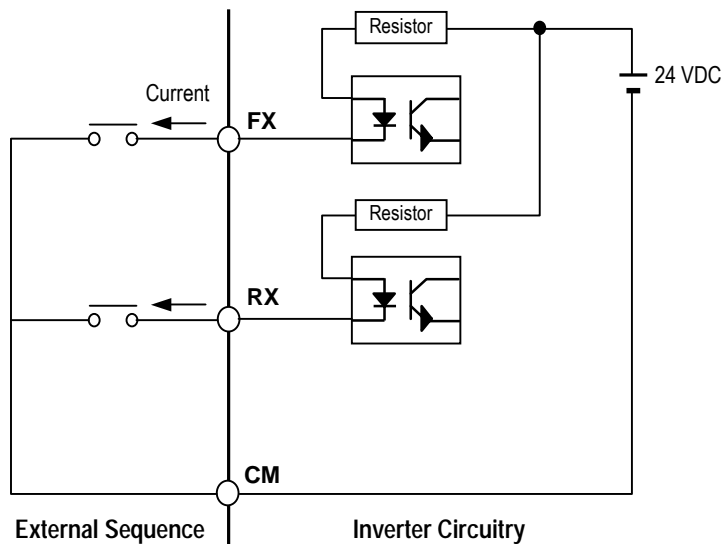 Resistor
24 VDC
Current
FX
Resistor
RX
CM
External Sequence
Inverter Circuitry